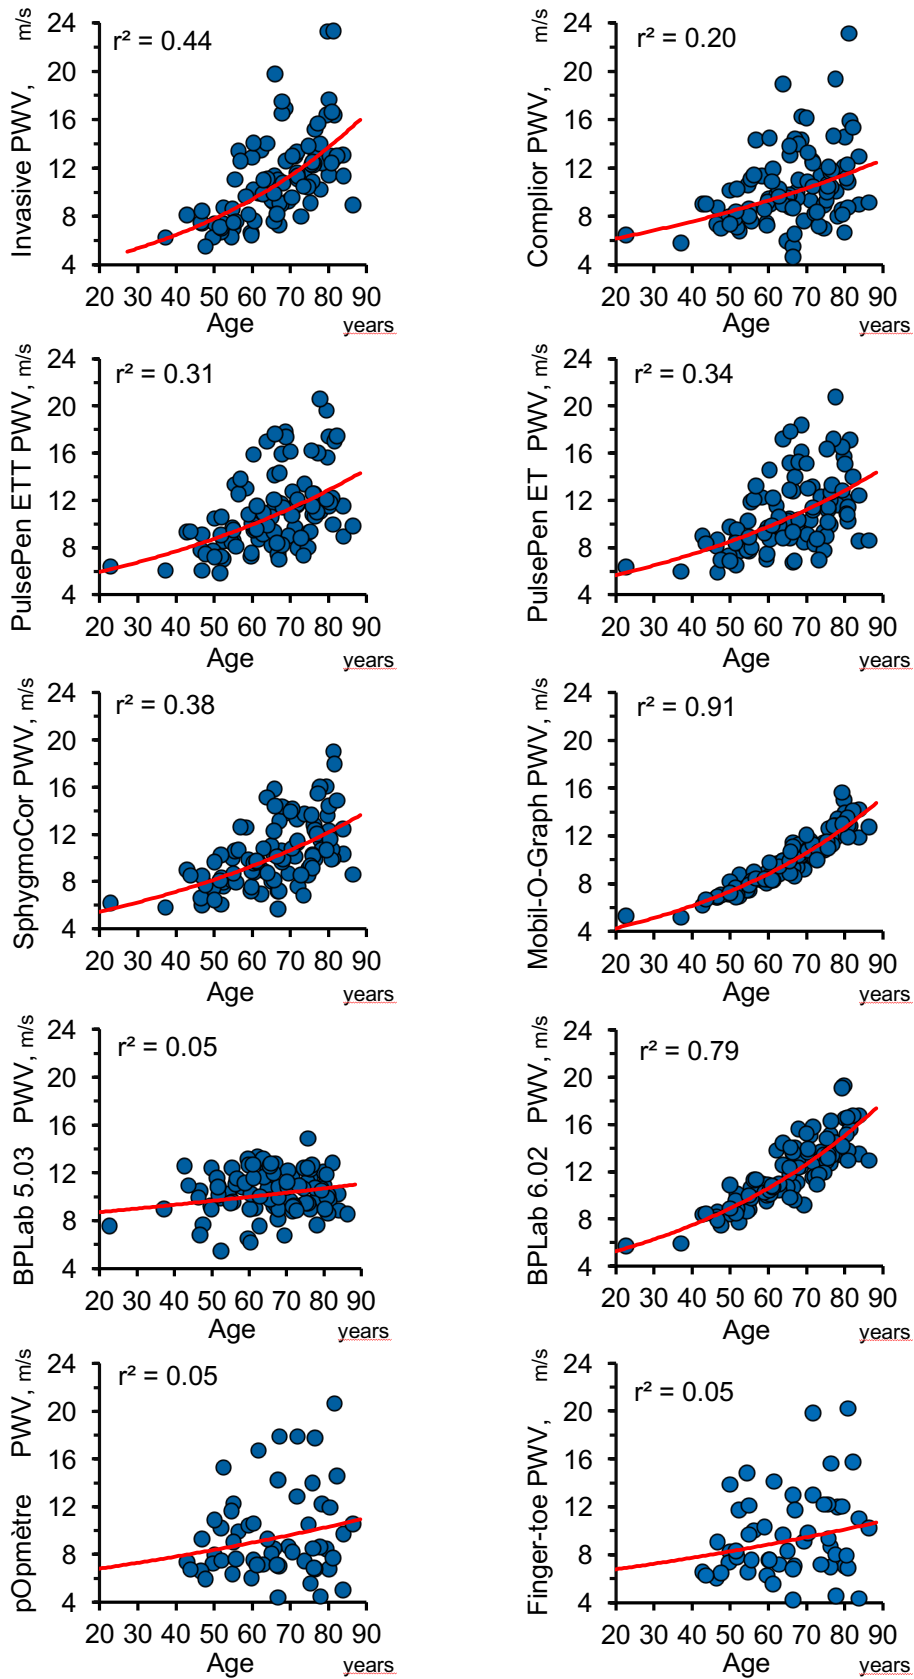 Invasive PWV, m/s
r² = 0.44
24
20
16
12
8
4
20 30 40 50 60 70 80 90
Age years
Complior PWV, m/s
r² = 0.20
24
20
16
12
8
4
20 30 40 50 60 70 80 90
Age years
PulsePen ETT PWV, m/s
r² = 0.31
24
20
16
12
8
4
20 30 40 50 60 70 80 90
Age years
PulsePen ET PWV, m/s
r² = 0.34
24
20
16
12
8
4
20 30 40 50 60 70 80 90
Age years
SphygmoCor PWV, m/s
r² = 0.38
24
20
16
12
8
4
20 30 40 50 60 70 80 90
Age years
Mobil-O-Graph PWV, m/s
r² = 0.91
24
20
16
12
8
4
20 30 40 50 60 70 80 90
Age years
BPLab 5.03 PWV, m/s
r² = 0.05
24
20
16
12
8
4
20 30 40 50 60 70 80 90
Age years
BPLab 6.02 PWV, m/s
r² = 0.79
24
20
16
12
8
4
20 30 40 50 60 70 80 90
Age years
pOpmètre PWV, m/s
r² = 0.05
24
20
16
12
8
4
20 30 40 50 60 70 80 90
Age years
Finger-toe PWV, m/s
r² = 0.05
24
20
16
12
8
4
20 30 40 50 60 70 80 90
Age years